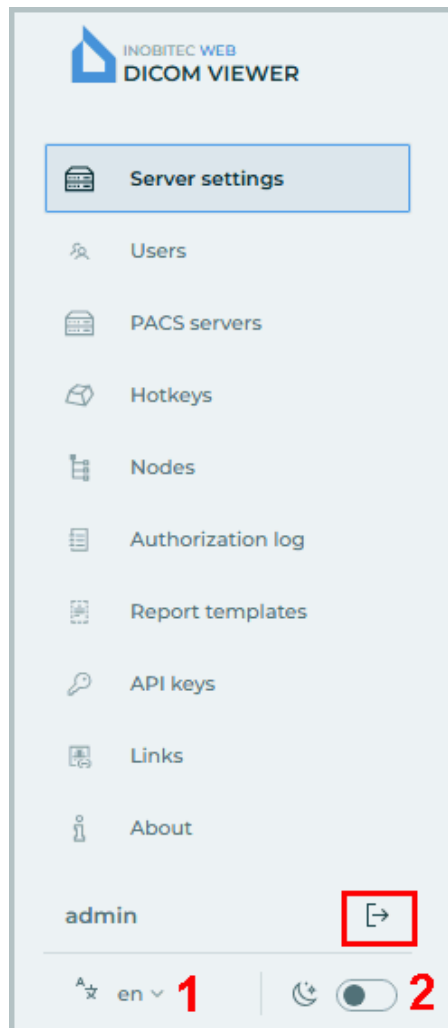 INOBITEC WEB
DICOM VIEWER
Server settings
Users
PACS servers
Hotkeys
Nodes
Authorization log
Report templates
API keys
Links
About
admin
en 1 2